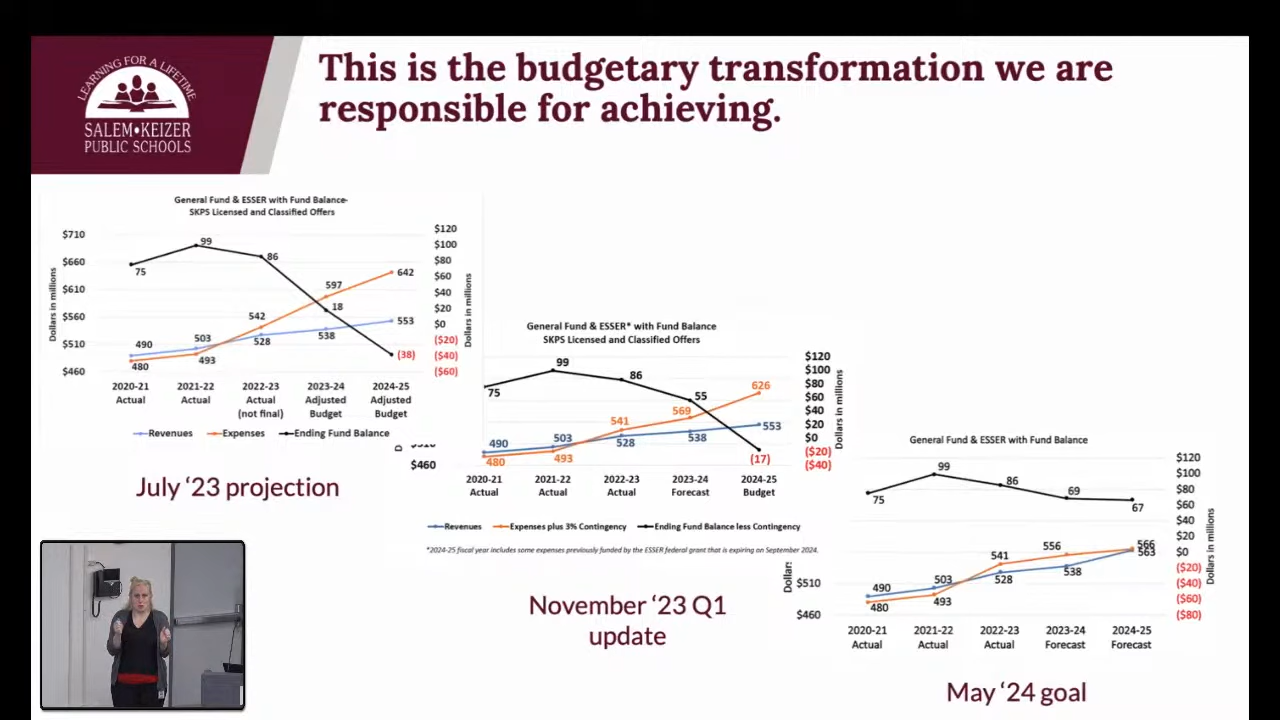 LEARNING FOR A LIFETIME
SALEM•KEIZER
PUBLIC SCHOOLS
This is the budgetary transformation we are
responsible for achieving.
General Fund & ESSER with Fund Balance-
SKPS Licensed and Classified Offers
$710
$660
$610
$560
$510
$460
Dollars in millions
$120
$100
$80
$60
$40
$20
$0
($20)
($40)
($60)
Dollars in millions
75
99
86
18
(38)
480
493
542
597
642
490
503
528
538
553
2020-21
Actual
2021-22
Actual
2022-23
Actual
(not final)
2023-24
Adjusted
Budget
2024-25
Adjusted
Budget
Revenues
Expenses
Ending Fund Balance
July ‘23 projection
General Fund & ESSER* with Fund Balance
SKPS Licensed and Classified Offers
$460
$120
$100
$80
$60
$40
$20
$0
($20)
($40)
Dollars in millions
75
99
86
55
(17)
480
493
541
569
626
490
503
528
538
553
2020-21
Actual
2021-22
Actual
2022-23
Actual
2023-24
Forecast
2024-25
Budget
Revenues
Expenses plus 3% Contingency
Ending Fund Balance less Contingency
*2024-25 fiscal year includes some expenses previously funded by the ESSER federal grant that is expiring on September 2024.
November ‘23 Q1
update
General Fund & ESSER with Fund Balance
$510
$460
Dollars
$120
$100
$80
$60
$40
$20
$0
($20)
($40)
($60)
($80)
Dollars in millions
75
99
86
69
67
480
493
541
556
566
490
503
528
538
563
2020-21
Actual
2021-22
Actual
2022-23
Actual
2023-24
Forecast
2024-25
Forecast
May ‘24 goal